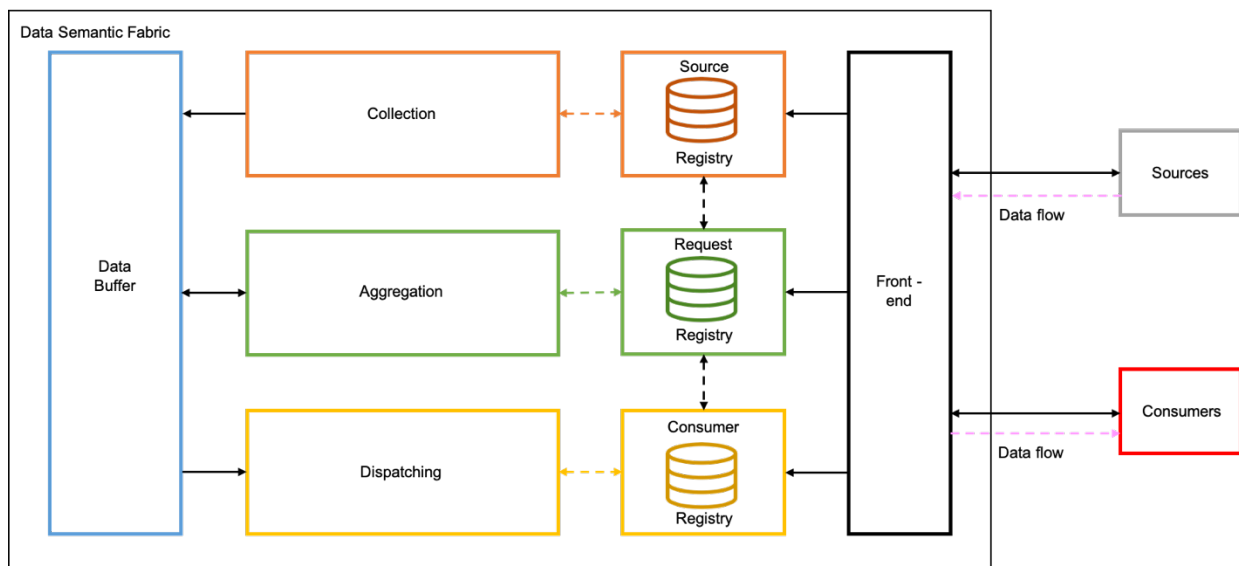 Data Semantic Fabric
Source
Collection
Registry
Sources
Data flow
Request
Data
Buffer
Aggregation
Front -
end
Registry
Consumer
Consumers
Data flow
Dispatching
Registry